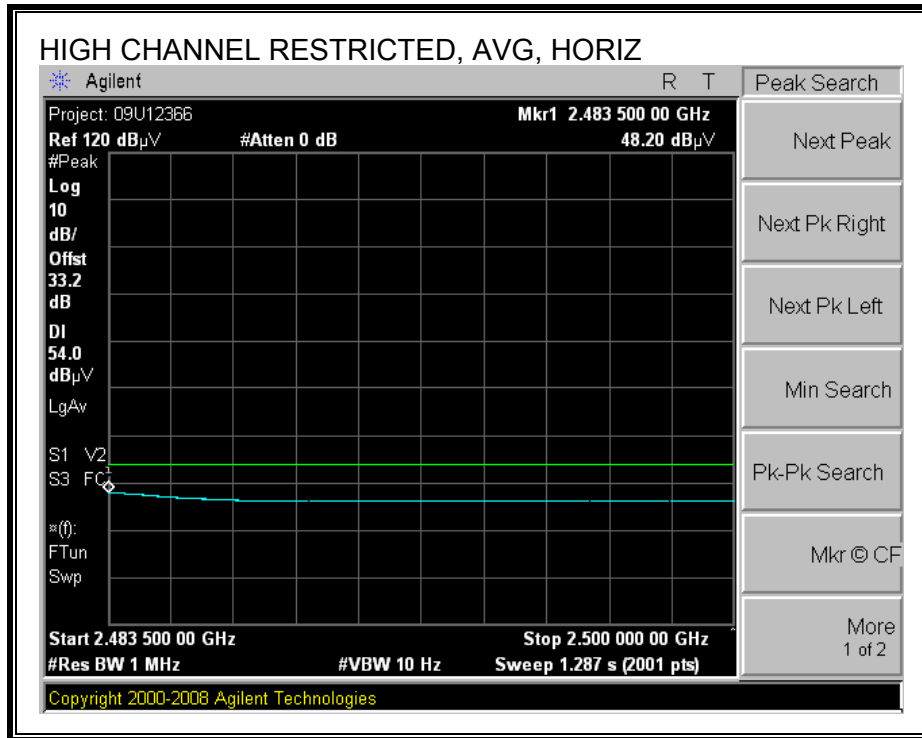 HIGH CHANNEL RESTRICTED, AVG, HORIZ
Agilent R T Peak Search
Project: 09U12366 Mkr1 2.483 500 00 GHz
Ref 120 dBµV #Atten 0 dB 48.20 dBµV
#Peak
Log
10
dB/
Offst
33.2
dB
DI
54.0
dBµV
LgAv
S1 V2
S3 FC
1
¤(f):
FTun
Swp
Start 2.483 500 00 GHz Stop 2.500 000 00 GHz
#Res BW 1 MHz #VBW 10 Hz Sweep 1.287 s (2001 pts)
Copyright 2000-2008 Agilent Technologies
Next Peak
Next Pk Right
Next Pk Left
Min Search
Pk-Pk Search
Mkr © CF
More
1 of 2